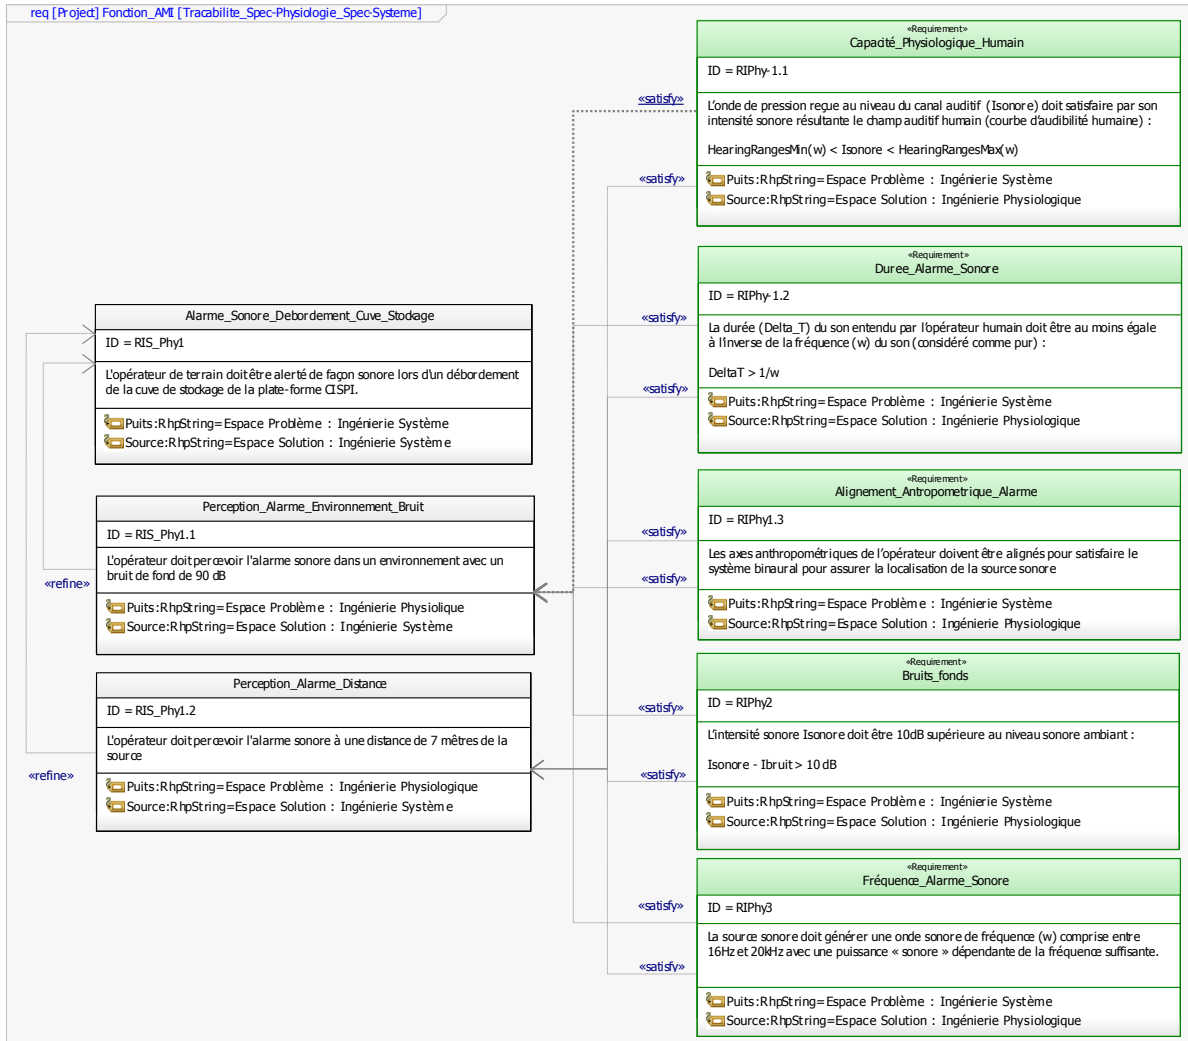 req [Project] Fonction_AMI [Tracabilite_Spec-Physiologie_Spec-Systeme]
Alarme_Sonore_Debordement_Cuve_Stockage
ID = RIS_Phy1
L'opérateur de terrain doit être alerté de façon sonore lors d'un débordement
de la cuve de stockage de la plate-forme CISPI.
Puits:RhpString=Espace Problème : Ingénierie Système
Source:RhpString=Espace Solution : Ingénierie Système
Perception_Alarme_Environnement_Bruit
ID = RIS_Phy1.1
L'opérateur doit percevoir l'alarme sonore dans un environnement avec un
bruit de fond de 90 dB
Puits:RhpString=Espace Problème : Ingénierie Physiolique
Source:RhpString=Espace Solution : Ingénierie Système
«refine»
Perception_Alarme_Distance
ID = RIS_Phy1.2
L'opérateur doit percevoir l'alarme sonore à une distance de 7 mêtres de la
source
Puits:RhpString=Espace Problème : Ingénierie Physiologique
Source:RhpString=Espace Solution : Ingénierie Système
«refine»
«satisfy»
«satisfy»
«satisfy»
«satisfy»
«satisfy»
«satisfy»
«satisfy»
«satisfy»
«satisfy»
«satisfy»
«Requirement»
Capacité_Physiologique_Humain
ID = RIPhy-1.1
L'onde de pression reçue au niveau du canal auditif (Isonore) doit satisfaire par son
intensité sonore résultante le champ auditif humain (courbe d'audibilité humaine) :
HearingRangesMin(w) < Isonore < HearingRangesMax(w)
Puits:RhpString=Espace Problème : Ingénierie Système
Source:RhpString=Espace Solution : Ingénierie Physiologique
«Requirement»
Duree_Alarme_Sonore
ID = RIPhy-1.2
La durée (Delta_T) du son entendu par l'opérateur humain doit être au moins égale
à l'inverse de la fréquence (w) du son (considéré comme pur) :
DeltaT > 1/w
Puits:RhpString=Espace Problème : Ingénierie Système
Source:RhpString=Espace Solution : Ingénierie Physiologique
«Requirement»
Alignement_Antropometrique_Alarme
ID = RIPhy1.3
Les axes anthropométriques de l'opérateur doivent être alignés pour satisfaire le
système binaural pour assurer la localisation de la source sonore
Puits:RhpString=Espace Problème : Ingénierie Système
Source:RhpString=Espace Solution : Ingénierie Physiologique
«Requirement»
Bruits_fonds
ID = RIPhy2
L'intensité sonore Isonore doit être 10dB supérieure au niveau sonore ambiant :
Isonore - Ibruit > 10 dB
Puits:RhpString=Espace Problème : Ingénierie Système
Source:RhpString=Espace Solution : Ingénierie Physiologique
«Requirement»
Fréquence_Alarme_Sonore
ID = RIPhy3
La source sonore doit générer une onde sonore de fréquence (w) comprise entre
16Hz et 20kHz avec une puissance « sonore » dépendante de la fréquence suffisante.
Puits:RhpString=Espace Problème : Ingénierie Système
Source:RhpString=Espace Solution : Ingénierie Physiologique